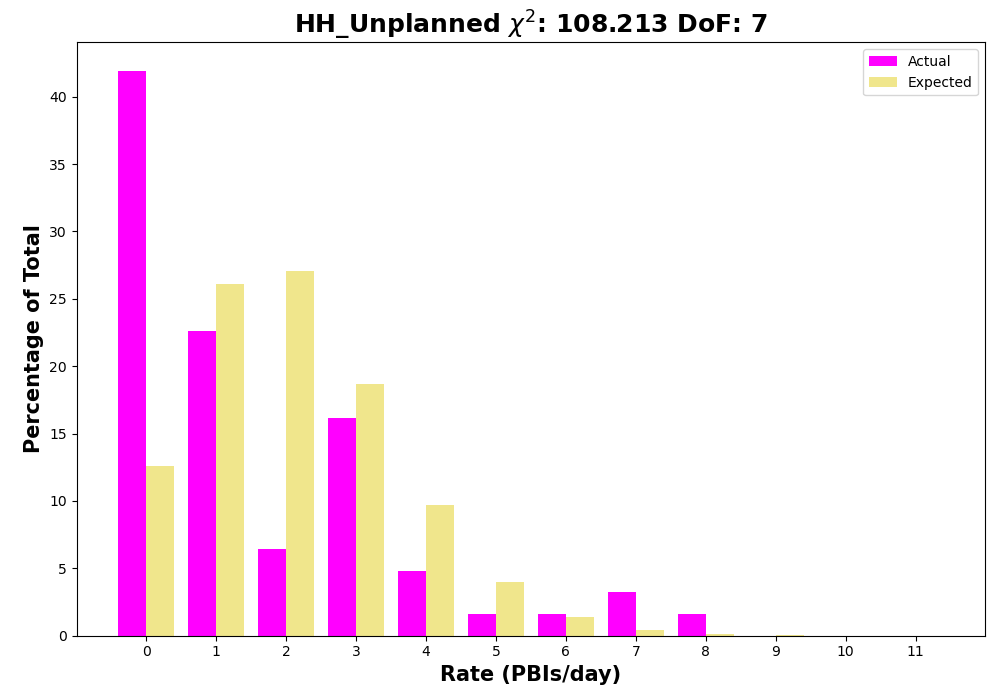 HH_Unplanned χ²: 108.213 DoF: 7
Actual
Expected
Percentage of Total
40
35
30
25
20
15
10
5
0
0 1 2 3 4 5 6 7 8 9 10 11
Rate (PBIs/day)